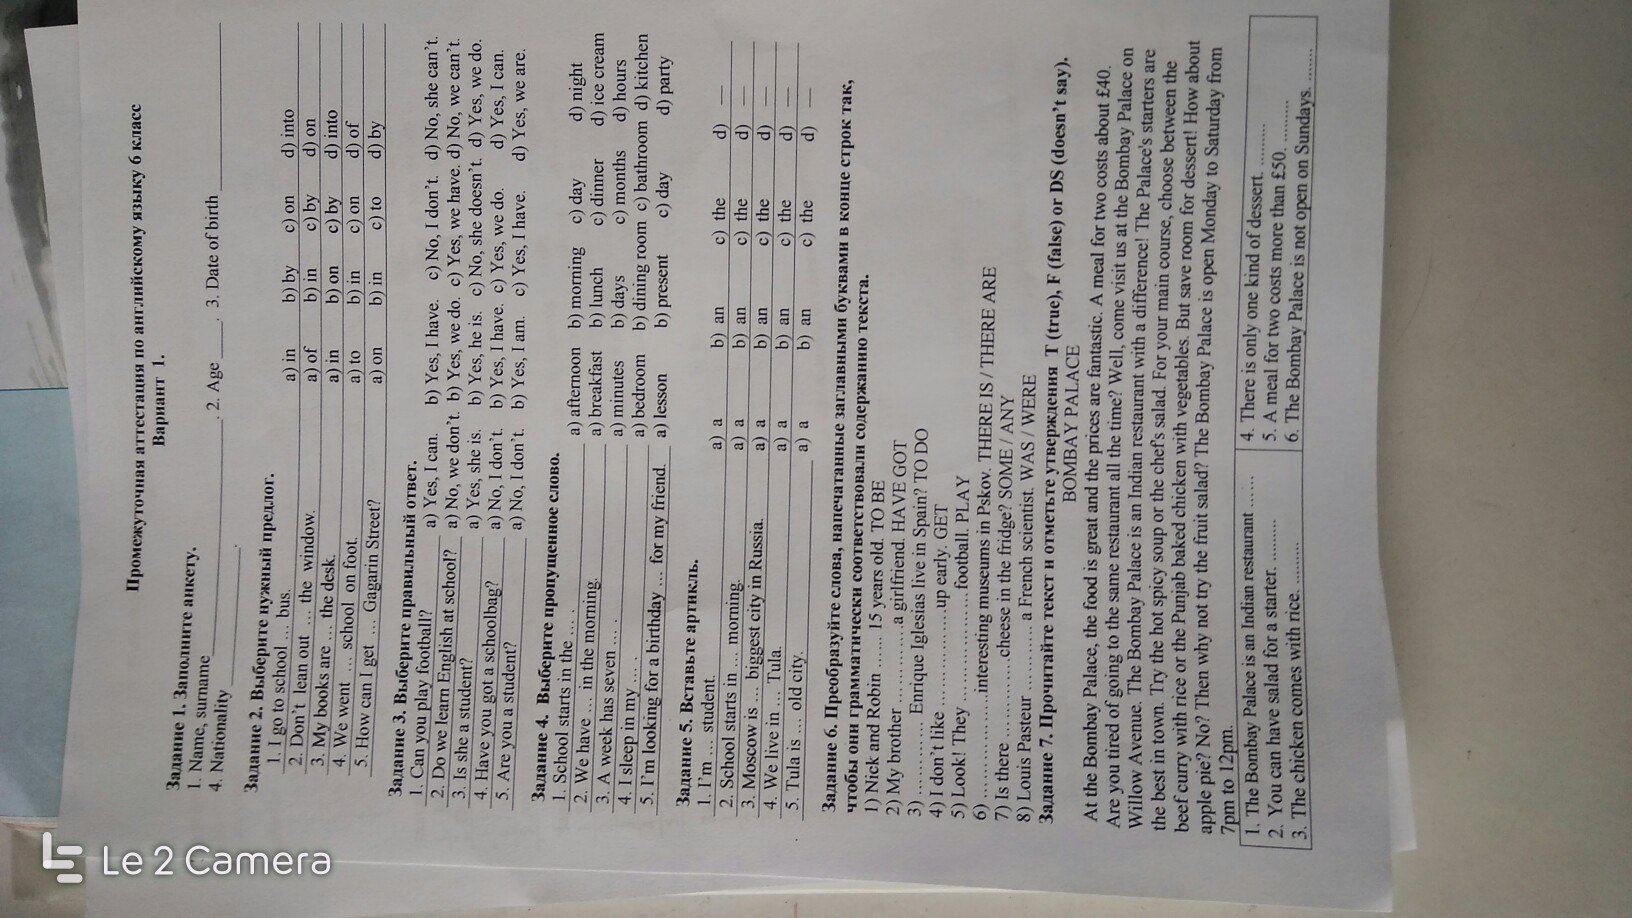 Промежуточная аттестация по английскому языку 6 класс
Вариант 1.
Задание 1. Заполните анкету.
1. Name, surname____________________. 2. Age _____. 3. Date of birth ____________________
4. Nationality ____________________.
Задание 2. Выберите нужный предлог.
1. I go to school .... bus. a) in b) by c) on d) into
2. Don't lean out .... the window. a) of b) in c) by d) on
3. My books are .... the desk. a) in b) on c) by d) into
4. We went .... school on foot. a) to b) in c) on d) of
5. How can I get .... Gagarin Street? a) on b) in c) to d) by
Задание 3. Выберите правильный ответ.
1. Can you play football? a) Yes, I can. b) Yes, I have. c) No, I don't. d) No, she can't.
2. Do we learn English at school? a) No, we don't. b) Yes, we do. c) Yes, we have. d) No, we can't.
3. Is she a student? a) Yes, she is. b) Yes, he is. c) No, she doesn't. d) Yes, we do.
4. Have you got a schoolbag? a) No, I don't. b) Yes, I have. c) Yes, we do. d) Yes, I can.
5. Are you a student? a) No, I don't. b) Yes, I am. c) Yes, I have. d) Yes, we are.
Задание 4. Выберите пропущенное слово.
1. School starts in the .... . a) afternoon b) morning c) day d) night
2. We have .... in the morning. a) breakfast b) lunch c) dinner d) ice cream
3. A week has seven .... . a) minutes b) days c) months d) hours
4. I sleep in my .... . a) bedroom b) dining room c) bathroom d) kitchen
5. I'm looking for a birthday .... for my friend. a) lesson b) present c) day d) party
Задание 5. Вставьте артикль.
1. I'm .... student. a) a b) an c) the d) —
2. School starts in .... morning. a) a b) an c) the d) —
3. Moscow is .... biggest city in Russia. a) a b) an c) the d) —
4. We live in .... Tula. a) a b) an c) the d) —
5. Tula is .... old city. a) a b) an c) the d) —
Задание 6. Преобразуйте слова, напечатанные заглавными буквами в конце строк так,
чтобы они грамматически соответствовали содержанию текста.
1) Nick and Robin ....... 15 years old. TO BE
2) My brother ............ a girlfriend. HAVE GOT
3) ............ Enrique Iglesias live in Spain? TO DO
4) I don't like ..................up early. GET
5) Look! They ..................football. PLAY
6) ..................interesting museums in Pskov. THERE IS / THERE ARE
7) Is there ..................cheese in the fridge? SOME / ANY
8) Louis Pasteur ............ a French scientist. WAS / WERE
Задание 7. Прочитайте текст и отметьте утверждения T (true), F (false) or DS (doesn't say).
BOMBAY PALACE
At the Bombay Palace, the food is great and the prices are fantastic. A meal for two costs about £40.
Are you tired of going to the same restaurant all the time? Well, come visit us at the Bombay Palace on
Willow Avenue. The Bombay Palace is an Indian restaurant with a difference! The Palace's starters are
the best in town. Try the hot spicy soup or the chef's salad. For your main course, choose between the
beef curry with rice or the Punjab baked chicken with vegetables. But save room for dessert! How about
apple pie? No? Then why not try the fruit salad? The Bombay Palace is open Monday to Saturday from
7pm to 12pm.
1. The Bombay Palace is an Indian restaurant ...... 4. There is only one kind of dessert. .........
2. You can have salad for a starter. ......... 5. A meal for two costs more than £50. .........
3. The chicken comes with rice. ......... 6. The Bombay Palace is not open on Sundays. .........
Le 2 Camera